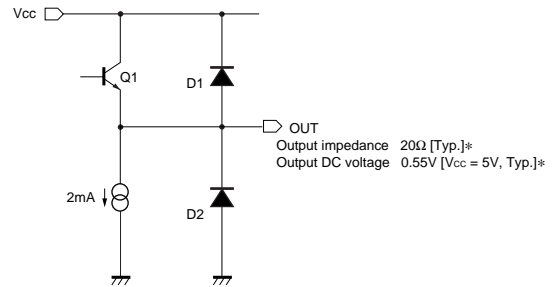 Vcc
Q1
D1
OUT
Output impedance 20Ω [Typ.]*
Output DC voltage 0.55V [Vcc = 5V, Typ.]*
2mA
D2